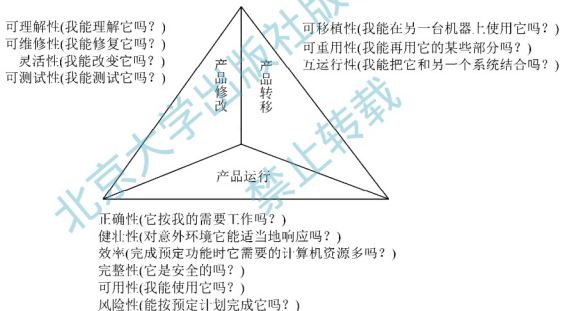 可理解性(我能理解它吗？)
可维修性(我能修复它吗？)
灵活性(我能改变它吗？)
可测试性(我能测试它吗？)
可移植性(我能在另一台机器上使用它吗？)
可重用性(我能再用它的某些部分吗？)
互运行性(我能把它和另一个系统结合吗？)
产品修改
产品转移
产品运行
正确性(它按我的需要工作吗？)
健壮性(对意外环境它能适当地响应吗？)
效率(完成预定功能时它需要的计算机资源多吗？)
完整性(它是安全的吗？)
可用性(我能使用它吗？)
风险性(能按预定计划完成它吗？)
北京大学出版社版
禁止转载